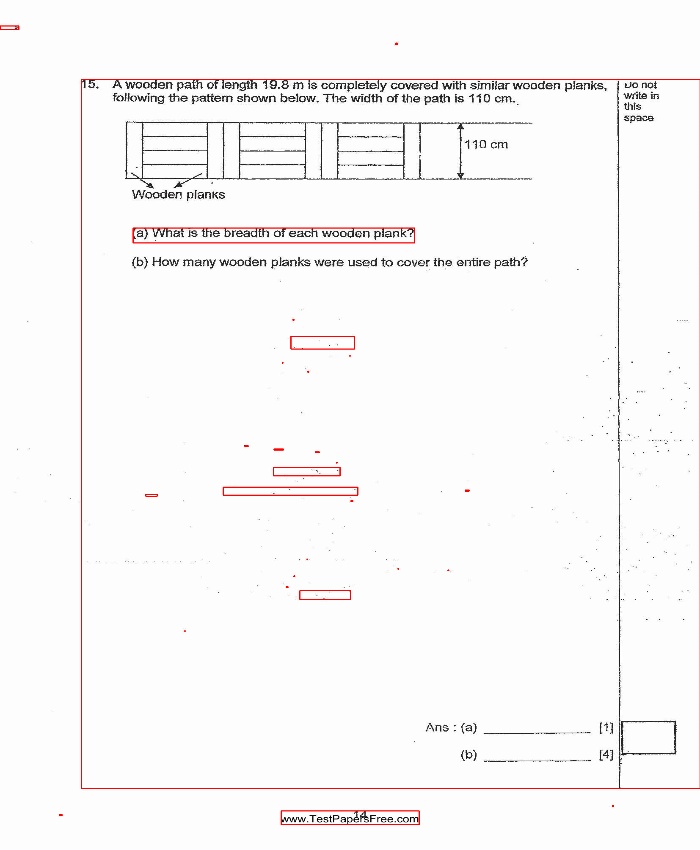 15. A wooden path of length 19.8 m is completely covered with similar wooden planks,
following the pattern shown below. The width of the path is 110 cm.
Do not
write in
this
space
110 cm
Wooden planks
(a) What is the breadth of each wooden plank?
(b) How many wooden planks were used to cover the entire path?
Ans : (a) [1]
(b) [4]
14
www.TestPapersFree.com